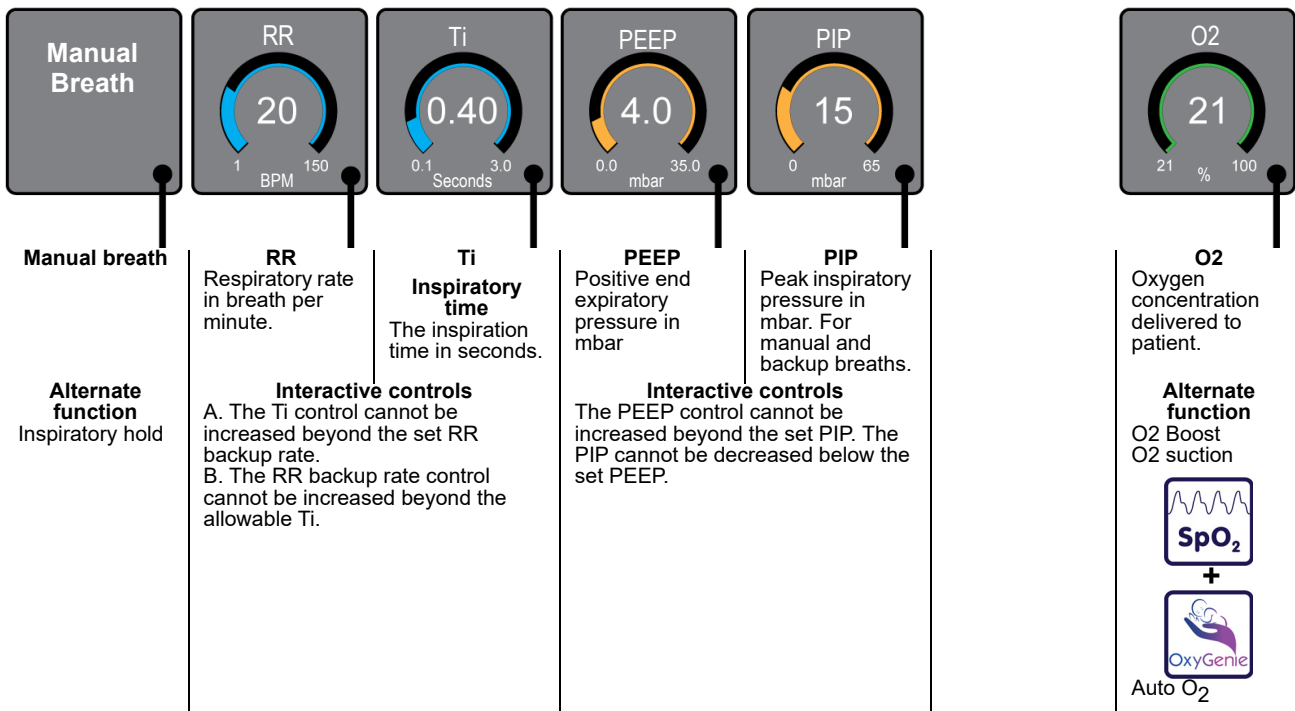 Manual
Breath
RR
20
1
150
BPM
Ti
0.40
0.1
3.0
Seconds
PEEP
4.0
0.0
35.0
mbar
PIP
15
0
65
mbar
O2
21
21
100
%
Manual breath
Alternate
function
Inspiratory hold
RR
Respiratory rate
in breath per
minute.
Ti
Inspiratory
time
The inspiration
time in seconds.
Interactive controls
A. The Ti control cannot be
increased beyond the set RR
backup rate.
B. The RR backup rate control
cannot be increased beyond the
allowable Ti.
PEEP
Positive end
expiratory
pressure in
mbar
PIP
Peak inspiratory
pressure in
mbar. For
manual and
backup breaths.
Interactive controls
The PEEP control cannot be
increased beyond the set PIP. The
PIP cannot be decreased below the
set PEEP.
O2
Oxygen
concentration
delivered to
patient.
Alternate
function
O2 Boost
O2 suction
SpO₂
+
OxyGenie
Auto O₂